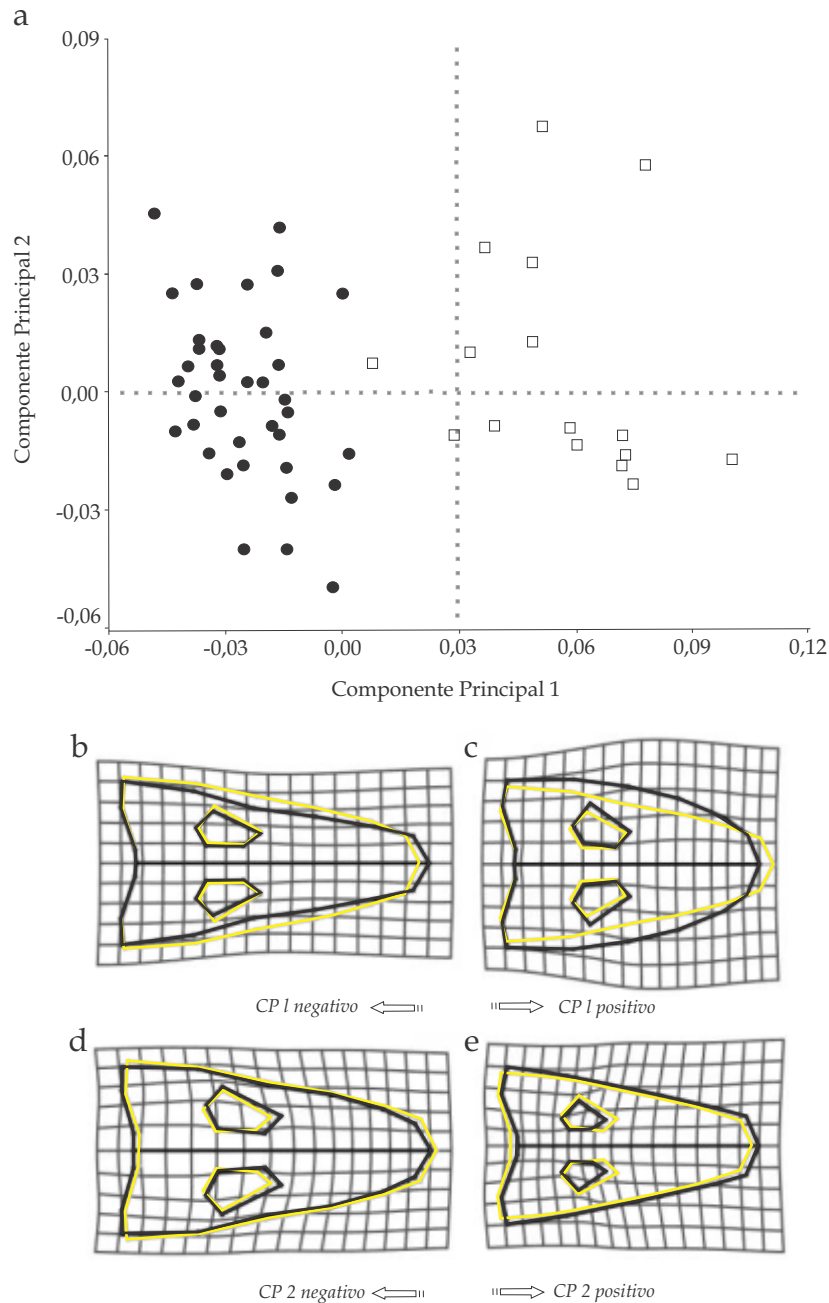 a
0,09
0,06
0,03
0,00
-0,03
-0,06
Componente Principal 2
-0,06
-0,03
0,00
0,03
0,06
0,09
0,12
Componente Principal 1
b
c
CP 1 negativo
CP 1 positivo
d
e
CP 2 negativo
CP 2 positivo